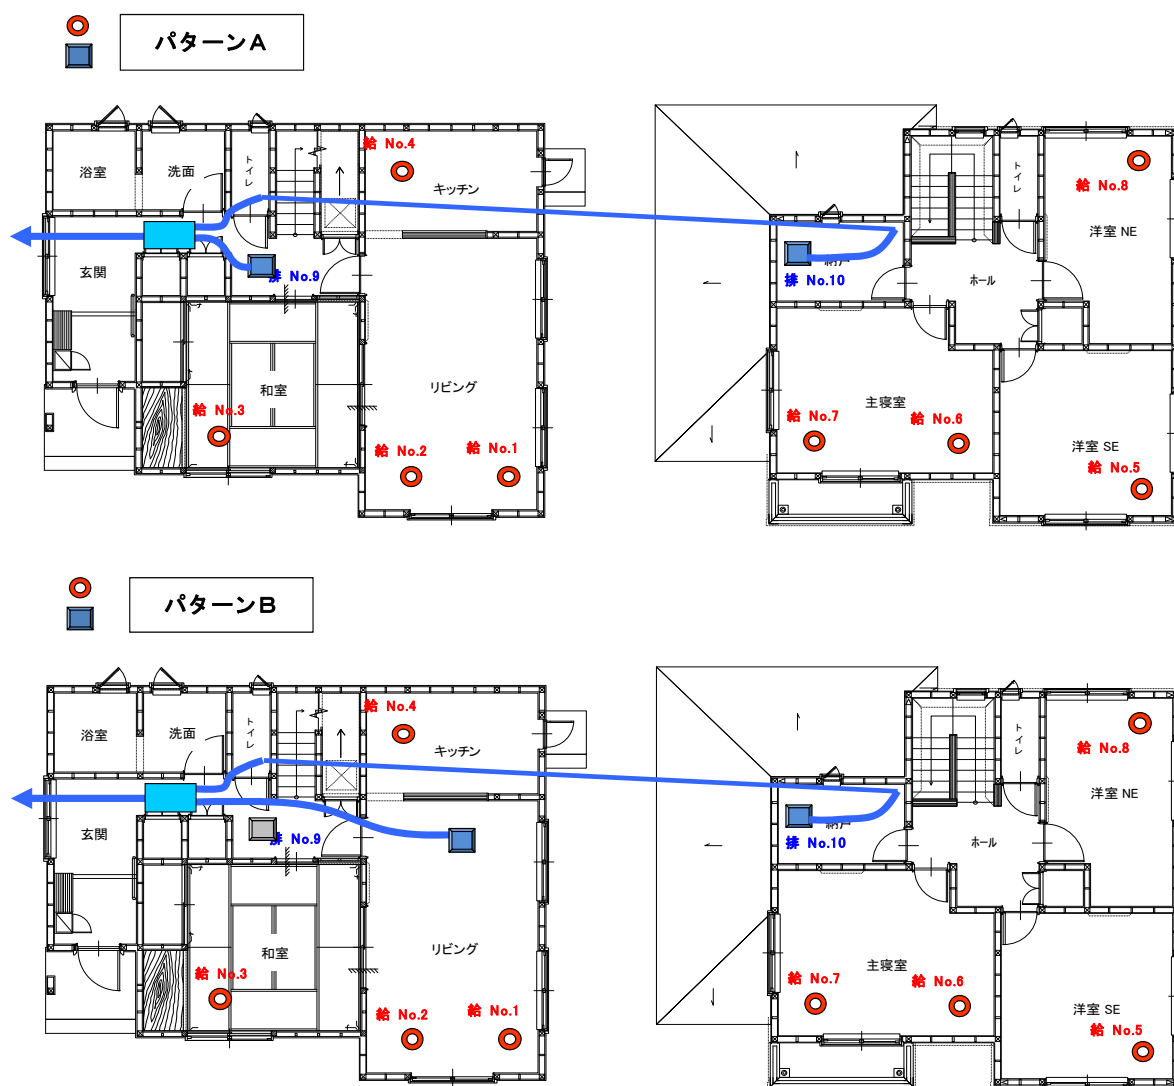 パターンA
給 No.4
浴室
洗面
トイレ
キッチン
玄関
排 No.9
和室
リビング
給 No.3
給 No.2
給 No.1
トイレ
給 No.8
洋室 NE
納戸
排 No.10
ホール
主寝室
給 No.7
給 No.6
洋室 SE
給 No.5
パターンB
給 No.4
浴室
洗面
トイレ
キッチン
玄関
排 No.9
和室
リビング
給 No.3
給 No.2
給 No.1
トイレ
給 No.8
洋室 NE
納戸
排 No.10
ホール
主寝室
給 No.7
給 No.6
洋室 SE
給 No.5